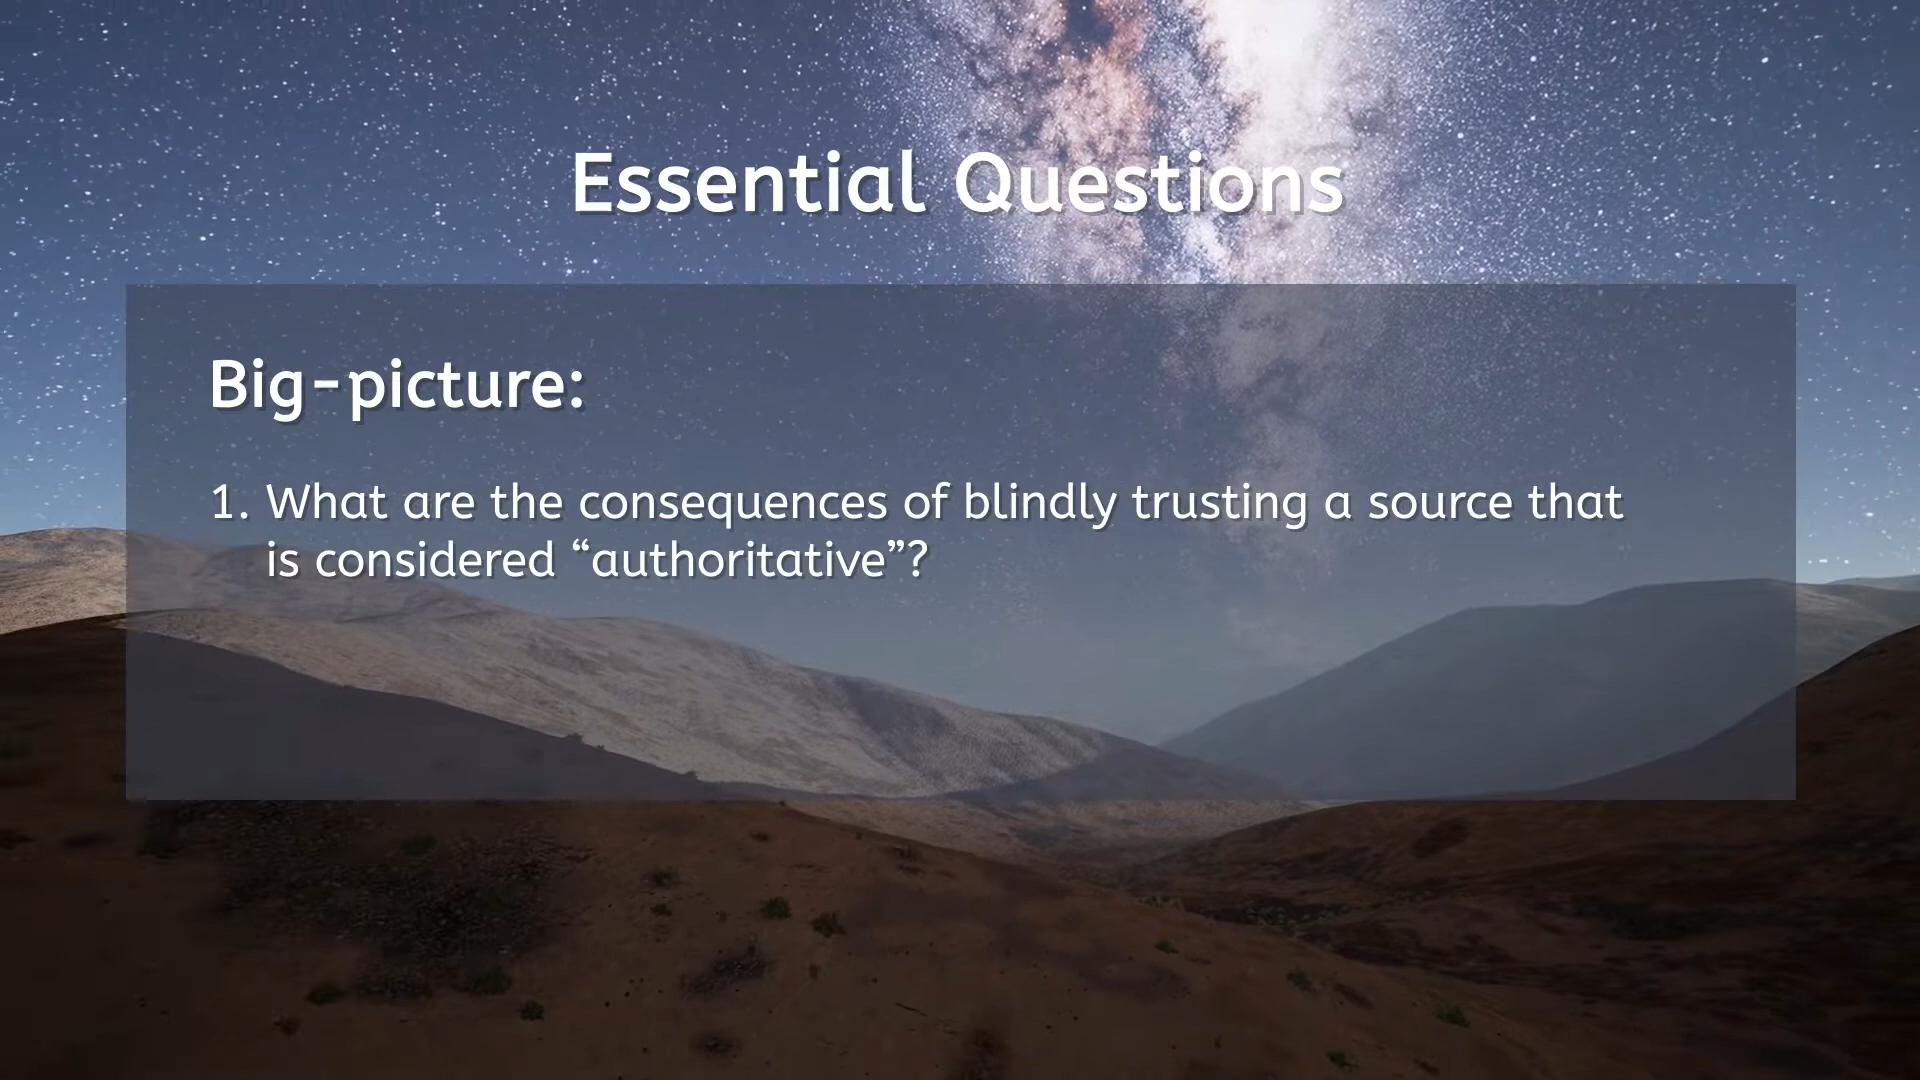 Essential Questions
Big-picture:
1. What are the consequences of blindly trusting a source that
is considered “authoritative”?